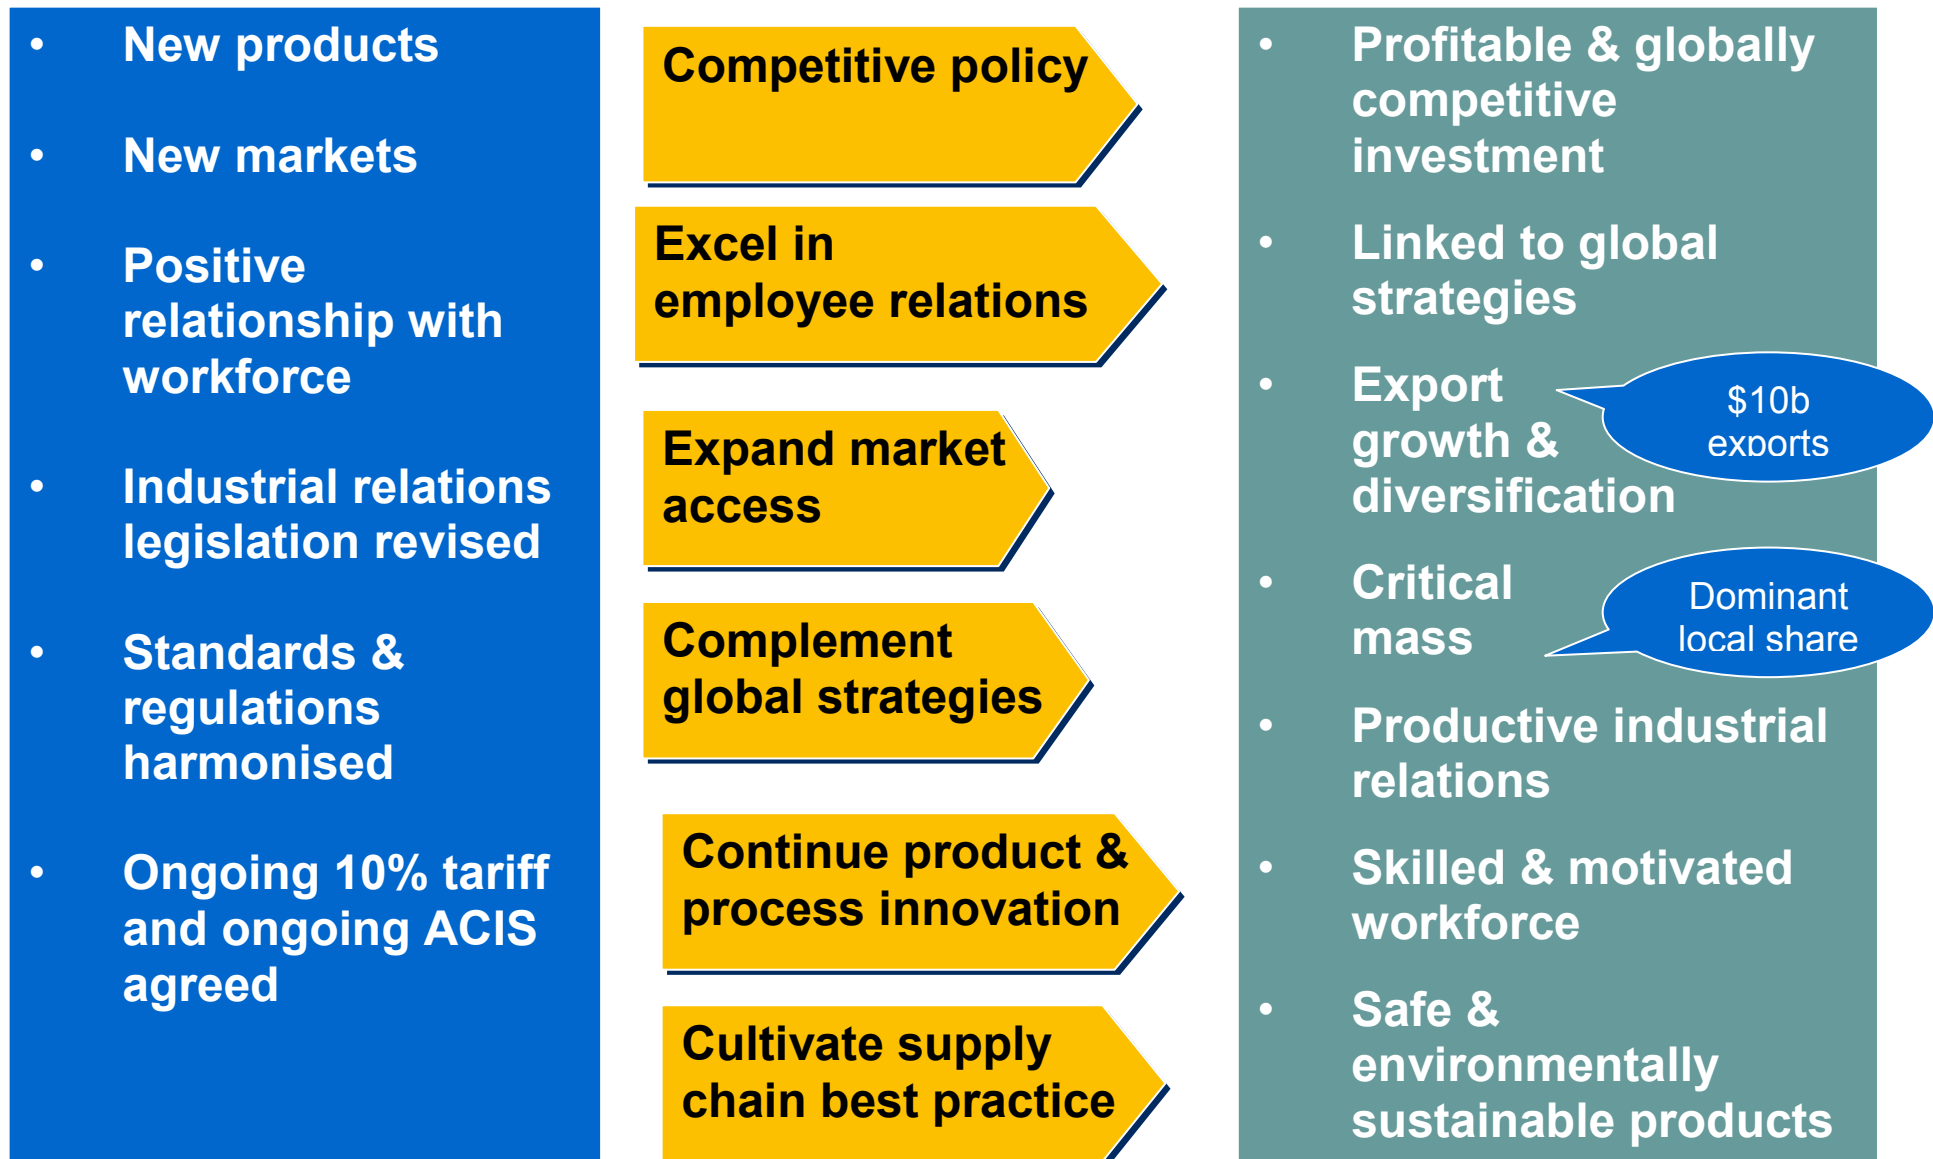 • New products
• New markets
• Positive
relationship with
workforce
• Industrial relations
legislation revised
• Standards &
regulations
harmonised
• Ongoing 10% tariff
and ongoing ACIS
agreed
Competitive policy
Excel in
employee relations
Expand market
access
Complement
global strategies
Continue product &
process innovation
Cultivate supply
chain best practice
• Profitable & globally
competitive
investment
• Linked to global
strategies
• Export
growth &
diversification
$10b
exports
• Critical
mass
Dominant
local share
• Productive industrial
relations
• Skilled & motivated
workforce
• Safe &
environmentally
sustainable products